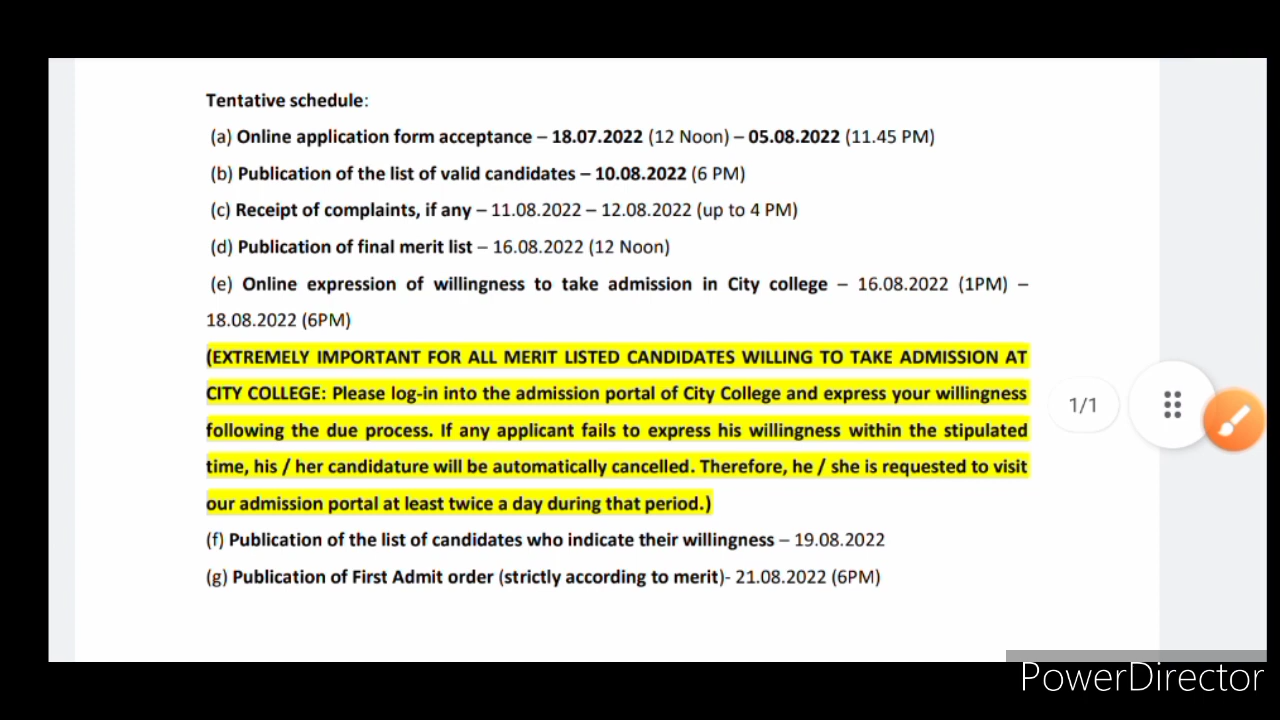 Tentative schedule:
(a) Online application form acceptance – 18.07.2022 (12 Noon) – 05.08.2022 (11.45 PM)
(b) Publication of the list of valid candidates – 10.08.2022 (6 PM)
(c) Receipt of complaints, if any – 11.08.2022 – 12.08.2022 (up to 4 PM)
(d) Publication of final merit list – 16.08.2022 (12 Noon)
(e) Online expression of willingness to take admission in City college – 16.08.2022 (1PM) –
18.08.2022 (6PM)
(EXTREMELY IMPORTANT FOR ALL MERIT LISTED CANDIDATES WILLING TO TAKE ADMISSION AT
CITY COLLEGE: Please log-in into the admission portal of City College and express your willingness
following the due process. If any applicant fails to express his willingness within the stipulated
time, his / her candidature will be automatically cancelled. Therefore, he / she is requested to visit
our admission portal at least twice a day during that period.)
(f) Publication of the list of candidates who indicate their willingness – 19.08.2022
(g) Publication of First Admit order (strictly according to merit)- 21.08.2022 (6PM)
1/1
PowerDirector